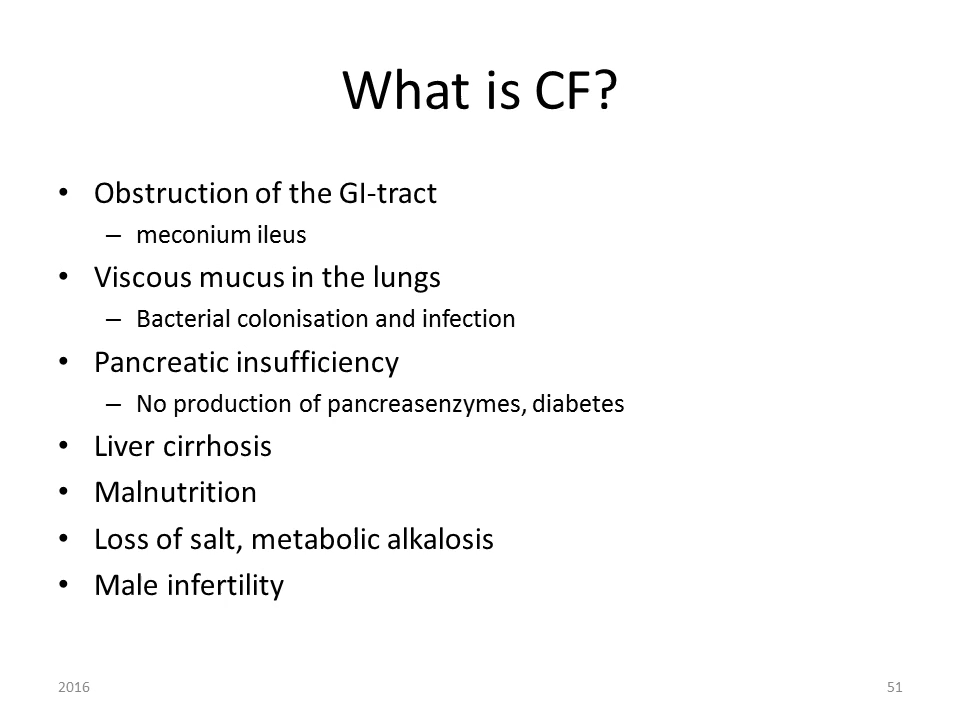 What is CF?
• Obstruction of the GI-tract
– meconium ileus
• Viscous mucus in the lungs
– Bacterial colonisation and infection
• Pancreatic insufficiency
– No production of pancreasenzymes, diabetes
• Liver cirrhosis
• Malnutrition
• Loss of salt, metabolic alkalosis
• Male infertility
2016
51